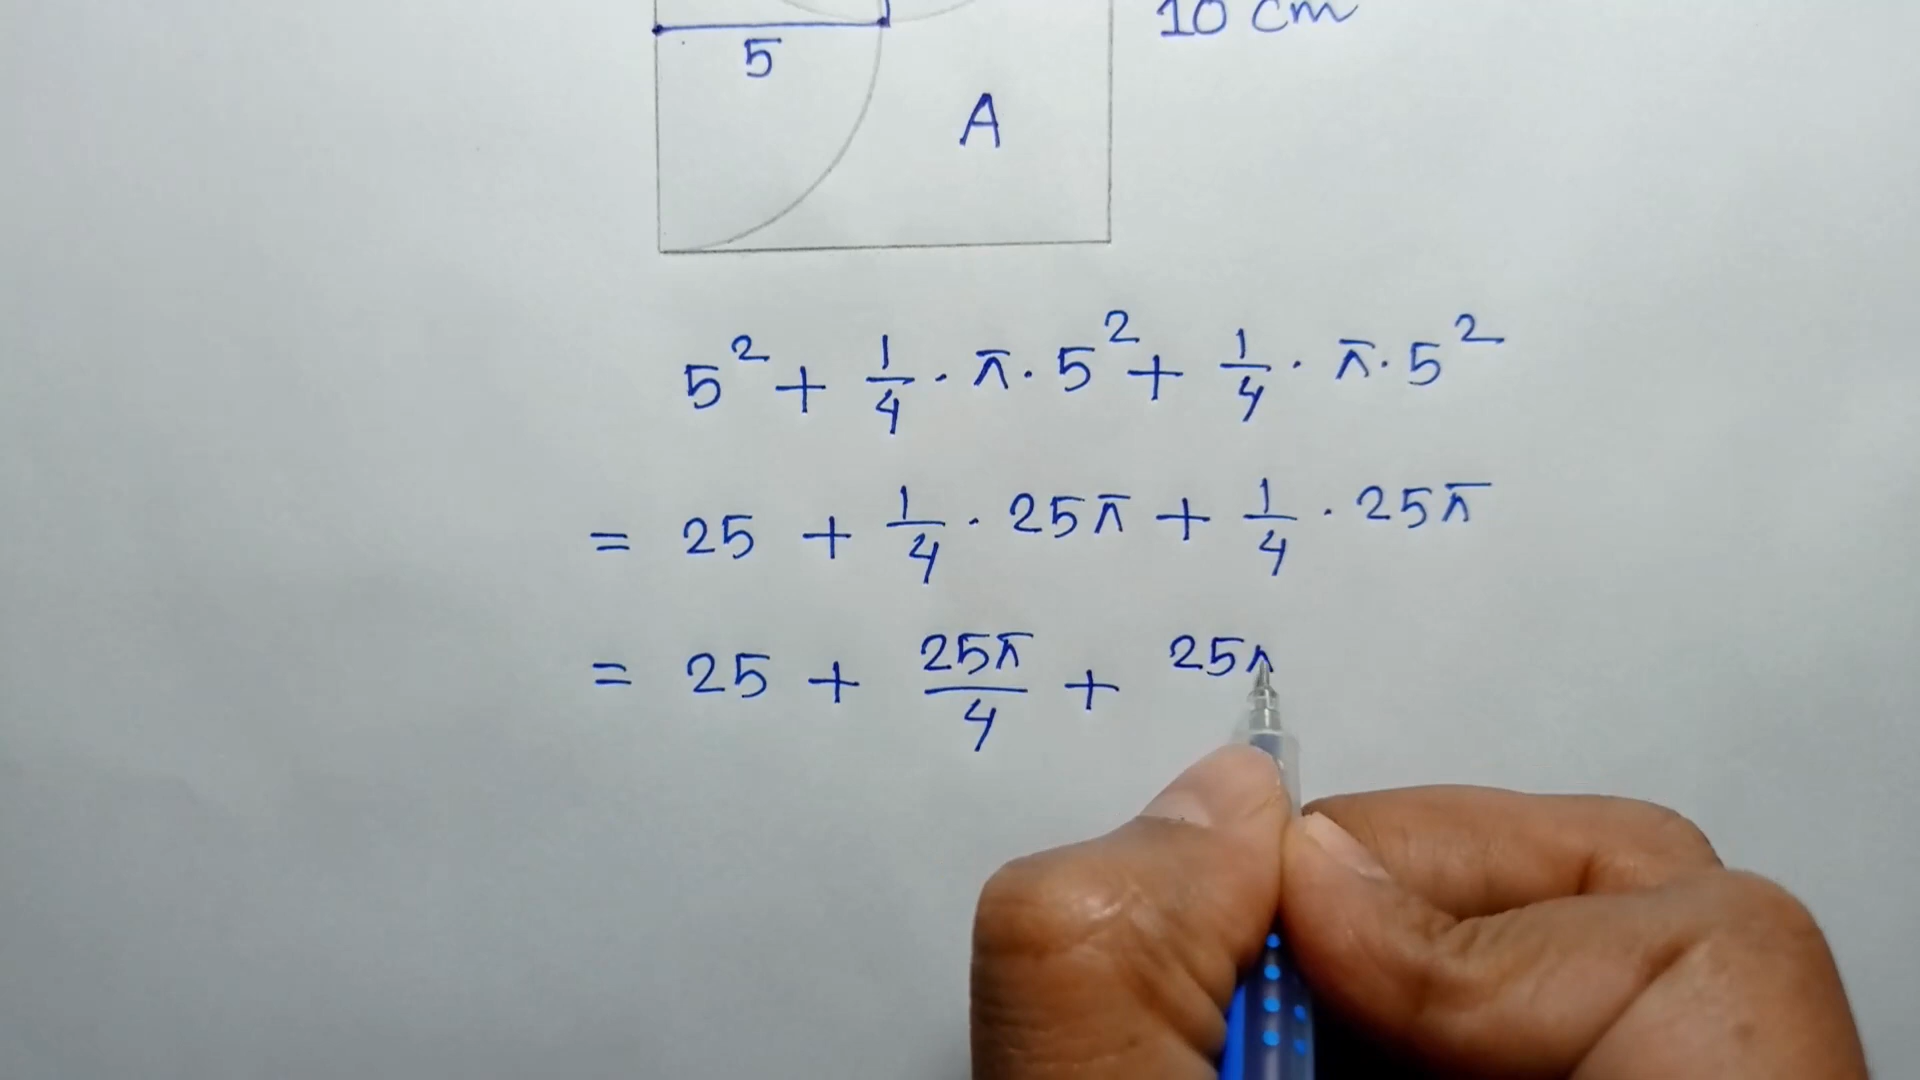 10 cm
5
A
5² + 1/4 · π · 5² + 1/4 · π · 5²
= 25 + 1/4 · 25π + 1/4 · 25π
= 25 + 25π/4 + 25π